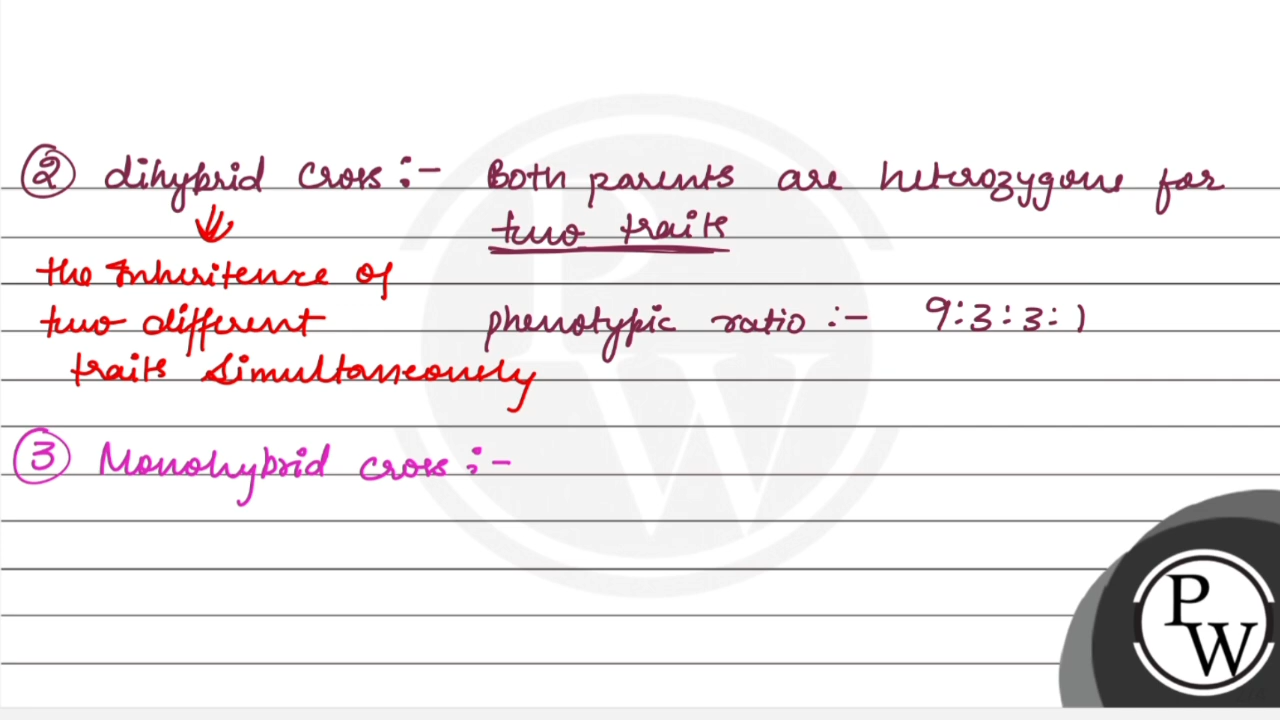 ② dihybrid cross :- Both parents are heterozygous for
two traits
the Inheritence of
two different
traits simultaneously
phenotypic ratio :- 9:3:3:1
③ Monohybrid cross :-
P
W
PW